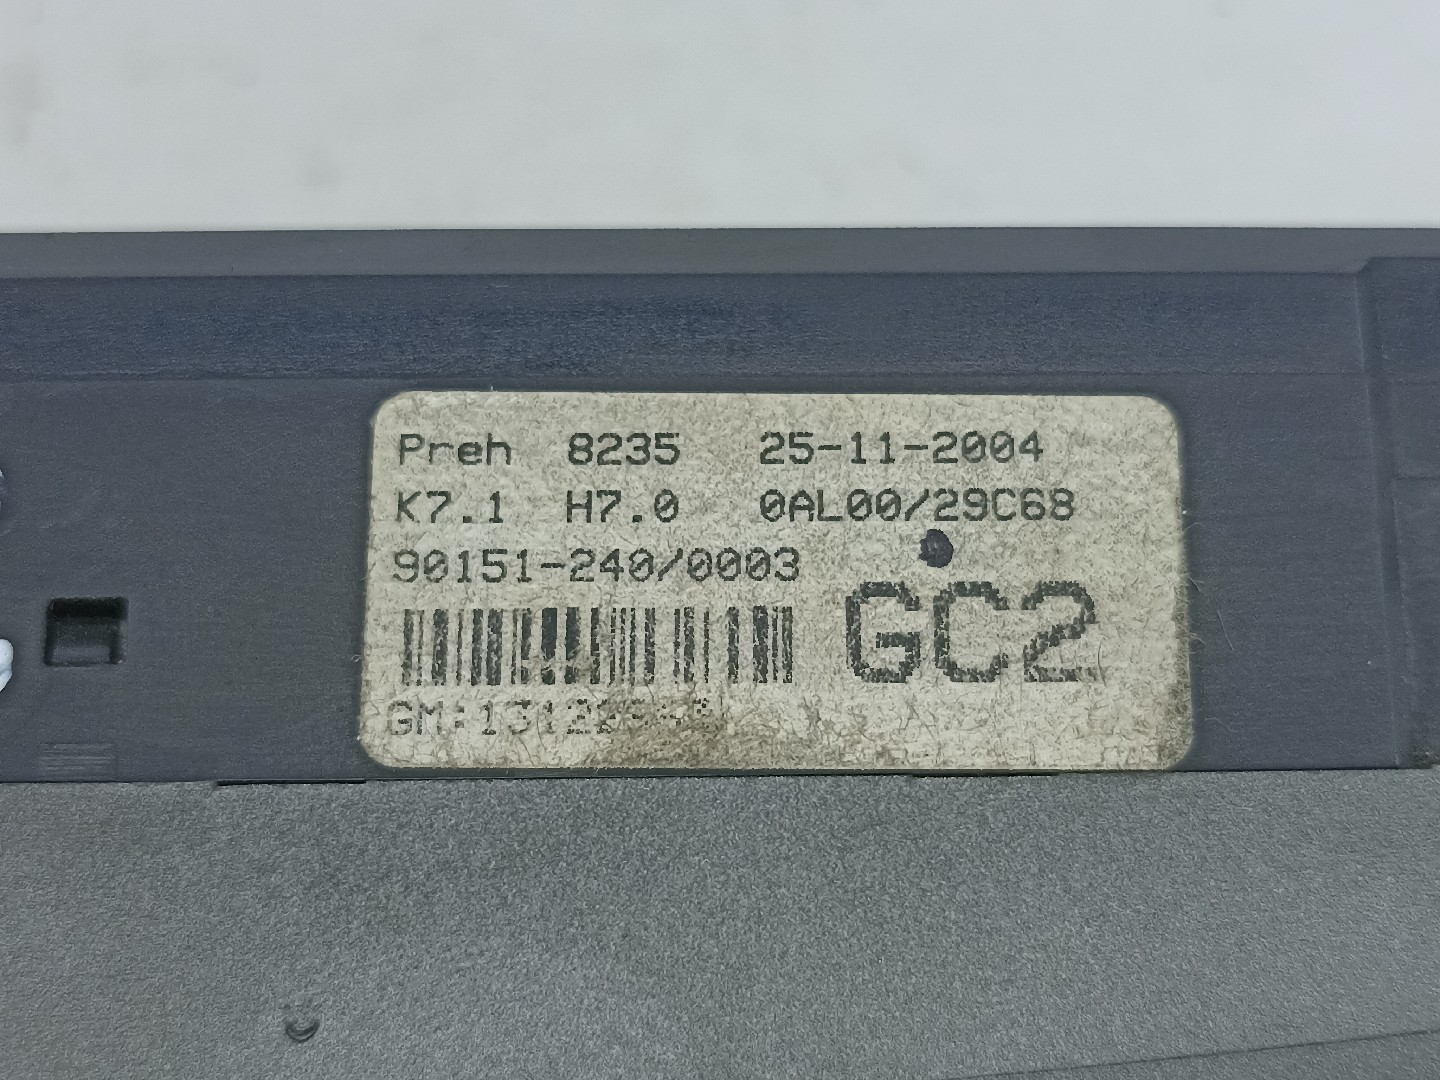 Preh 8235 25-11-2004
K7.1 H7.0 0AL00/29C68
90151-240/0003
GC2